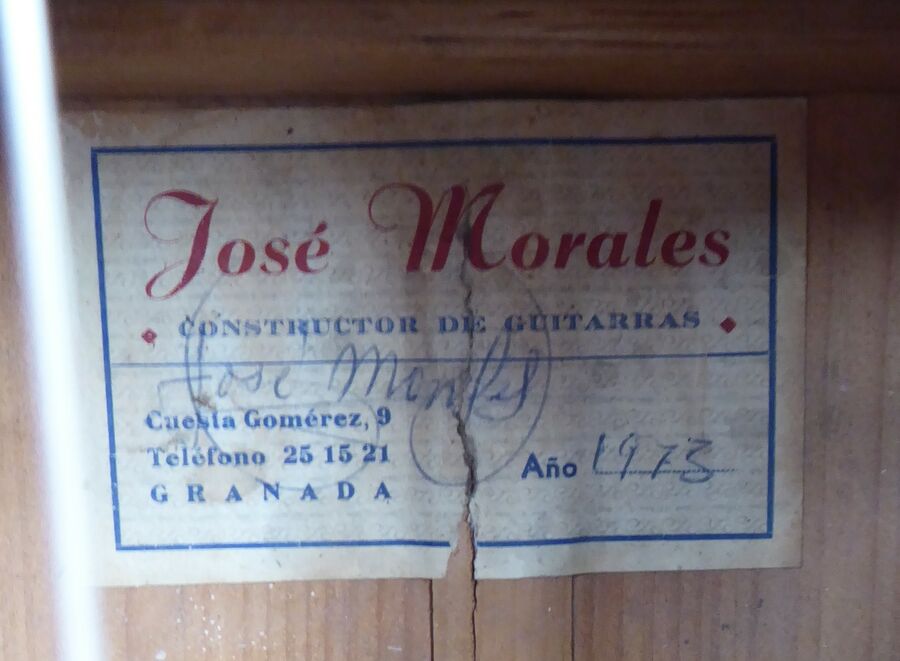 José Morales
CONSTRUCTOR DE GUITARRAS
José Morales
Cuesta Gomérez, 9
Teléfono 25 15 21
GRANADA
Año 1973